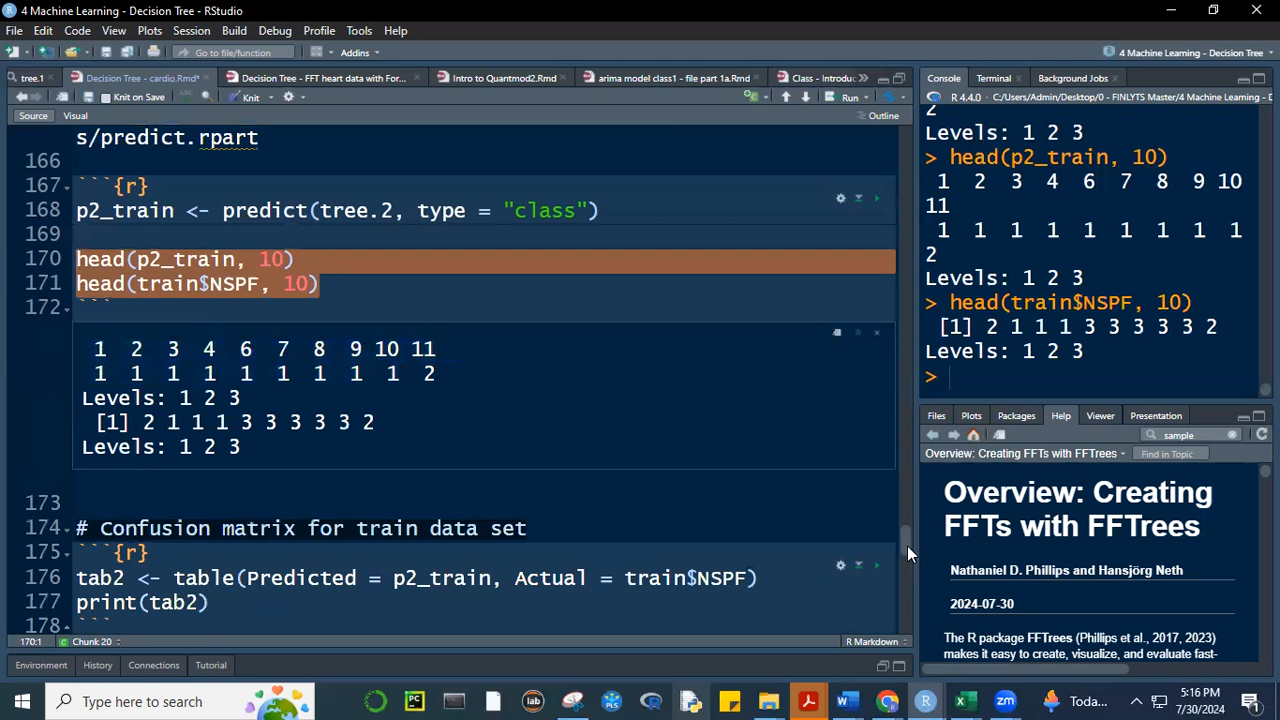 4 Machine Learning - Decision Tree - RStudio
File Edit Code View Plots Session Build Debug Profile Tools Help
Go to file/function Addins 4 Machine Learning - Decision Tree
tree.1 Decision Tree - cardio.Rmd* Decision Tree - FFT heart data with For... Intro to Quantmod2.Rmd arima model class1 - file part 1a.Rmd Class - Introduc
Knit on Save Knit Run
Source Visual Outline
s/predict.rpart
166
167 ```{r}
168 p2_train <- predict(tree.2, type = "class")
169
170 head(p2_train, 10)
171 head(train$NSPF, 10)
172 ```
1 2 3 4 6 7 8 9 10 11
1 1 1 1 1 1 1 1 1 2
Levels: 1 2 3
[1] 2 1 1 1 3 3 3 3 3 2
Levels: 1 2 3
173
174 # Confusion matrix for train data set
175 ```{r}
176 tab2 <- table(Predicted = p2_train, Actual = train$NSPF)
177 print(tab2)
178 ```
170:1 Chunk 20 R Markdown
Environment History Connections Tutorial
Console Terminal Background Jobs
R 4.4.0 · C:/Users/Admin/Desktop/0 - FINLYTS Master/4 Machine Learning -
2
Levels: 1 2 3
> head(p2_train, 10)
1 2 3 4 6 7 8 9 10
11
1 1 1 1 1 1 1 1 1
2
Levels: 1 2 3
> head(train$NSPF, 10)
[1] 2 1 1 1 3 3 3 3 3 2
Levels: 1 2 3
>
Files Plots Packages Help Viewer Presentation
sample
Overview: Creating FFTs with FFTrees Find in Topic
Overview: Creating
FFTs with FFTrees
Nathaniel D. Phillips and Hansjörg Neth
2024-07-30
The R package FFTrees (Phillips et al., 2017, 2023)
makes it easy to create, visualize, and evaluate fast-
Type here to search PC lab PLS Toda... 5:16 PM
7/30/2024